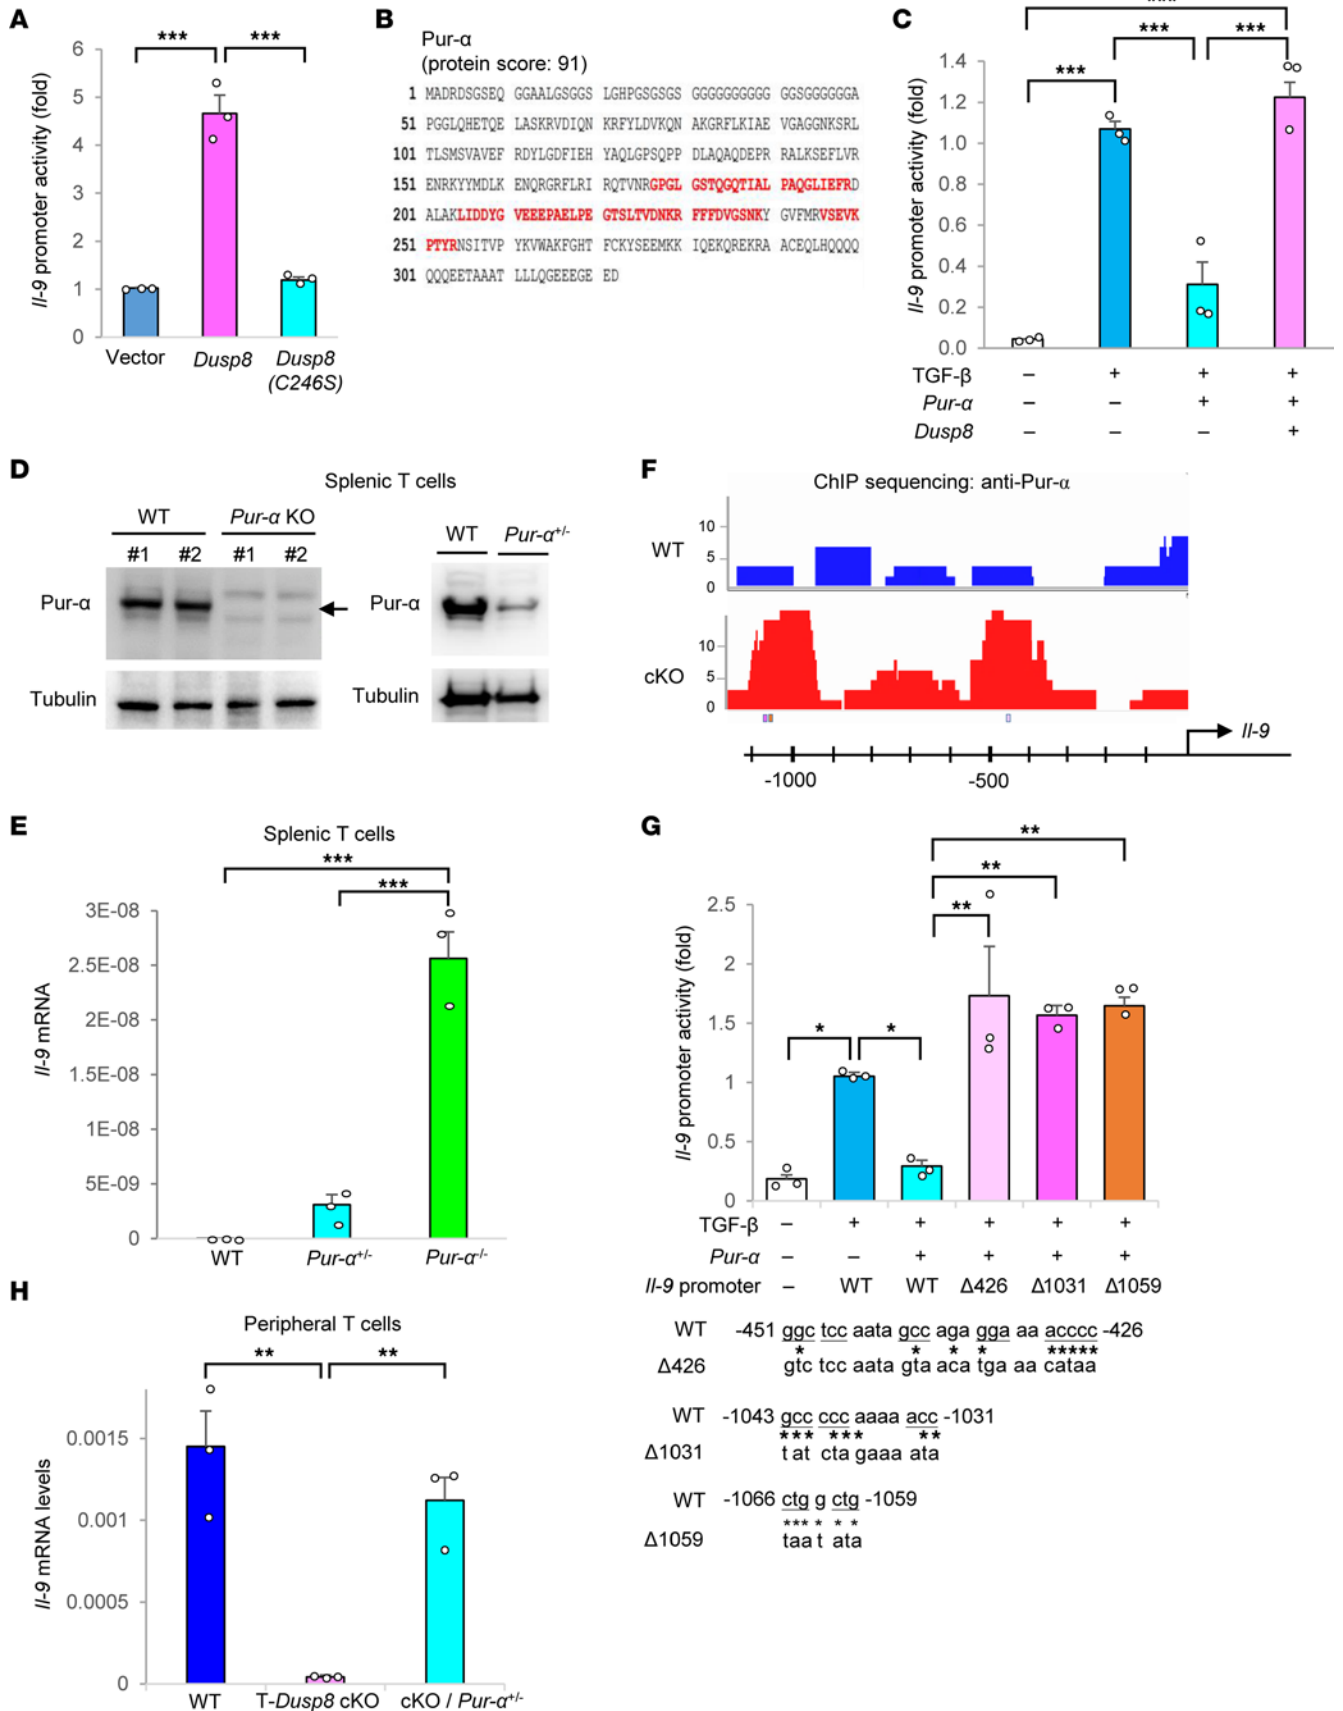 A
***
***
Il-9 promoter activity (fold)
6
5
4
3
2
1
0
Vector
Dusp8
Dusp8
(C246S)
B
Pur-α
(protein score: 91)
1 MADRDSGSEQ GGAALGSGGS LGHPGSGSGS GGGGGGGGGG GGSGGGGGGA
51 PGGLQHETQE LASKRVDIQN KRFYLDVKQN AKGRFLKIAE VGAGGNKSRL
101 TLSMSVAVEF RDYLGDFIEH YAQLGPSQPP DLAQAQDEPR RALKSEFLVR
151 ENRKYYMDLK ENQRGRFLRI RQTVNRGPGL GSTQGQTIAL PAQGLIEFRD
201 ALAKLIDDYG VEEEPAELPE GTSLTVDNKR FFFDVGSNKY GVFMRVSEVK
251 PTYRNSITVP YKVWAKFGHT FCKYSEEMKK IQEKQREKRA ACEQLHQQQQ
301 QQQEETAAAT LLLQGEEEGE ED
C
***
***
***
Il-9 promoter activity (fold)
1.4
1.2
1.0
0.8
0.6
0.4
0.2
0.0
TGF-β – + + +
Pur-α – – + +
Dusp8 – – – +
D
Splenic T cells
WT Pur-α KO
#1 #2 #1 #2
Pur-α
Tubulin
WT Pur-α+/-
Pur-α
Tubulin
F
ChIP sequencing: anti-Pur-α
WT
10
5
0
cKO
10
5
0
Il-9
-1000 -500
E
Splenic T cells
***
***
Il-9 mRNA
3E-08
2.5E-08
2E-08
1.5E-08
1E-08
5E-09
0
WT Pur-α+/- Pur-α-/-
G
**
**
**
*
*
Il-9 promoter activity (fold)
2.5
2
1.5
1
0.5
0
TGF-β – + + + + +
Pur-α – – + + + +
Il-9 promoter – WT WT Δ426 Δ1031 Δ1059
WT -451 ggc tcc aata gcc aga gga aa acccc -426
* * * * *****
Δ426 gtc tcc aata gta aca tga aa cataa
WT -1043 gcc ccc aaaa acc -1031
*** *** **
Δ1031 tat cta gaaa ata
WT -1066 ctg g ctg -1059
*** * * *
Δ1059 taa t ata
H
Peripheral T cells
**
**
Il-9 mRNA levels
0.0015
0.001
0.0005
0
WT T-Dusp8 cKO cKO / Pur-α+/-